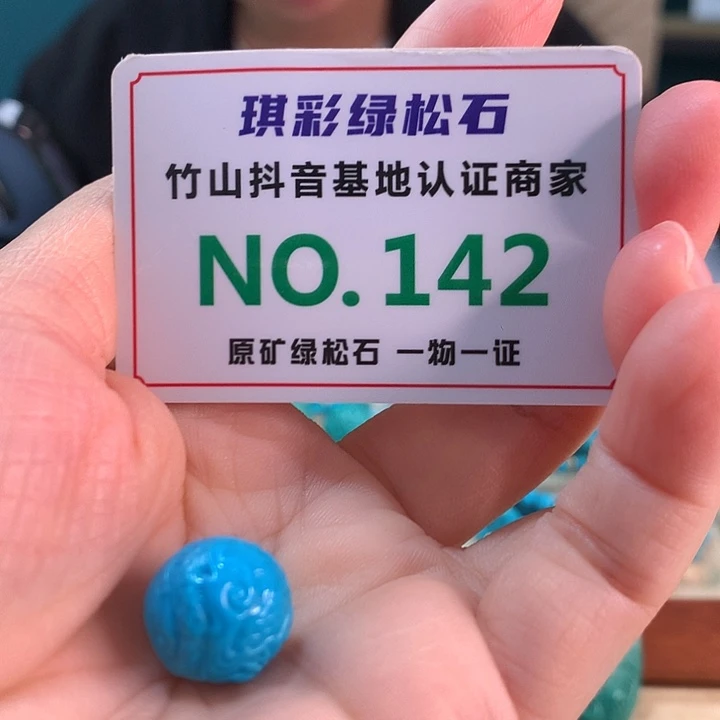 琪彩绿松石
竹山抖音基地认证商家
NO.142
原矿绿松石 一物一证